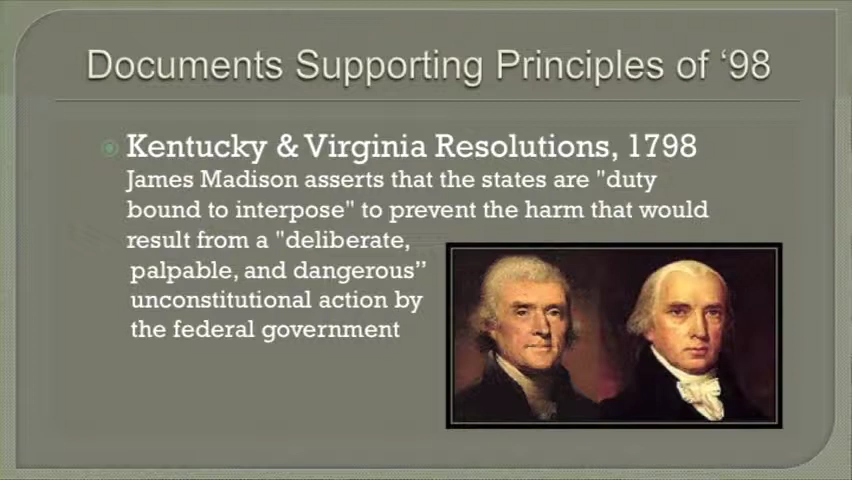 Documents Supporting Principles of ‘98
Kentucky & Virginia Resolutions, 1798
James Madison asserts that the states are "duty
bound to interpose" to prevent the harm that would
result from a "deliberate,
palpable, and dangerous”
unconstitutional action by
the federal government